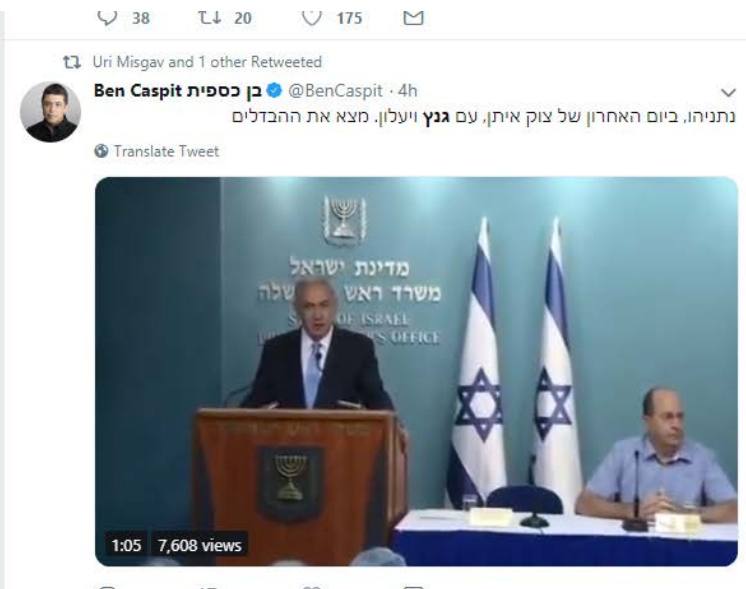 38 20 175
Uri Misgav and 1 other Retweeted
Ben Caspit בן כספית @BenCaspit · 4h
נתניהו, ביום האחרון של צוק איתן, עם גנץ ויעלון. מצא את ההבדלים
Translate Tweet
מדינת ישראל
משרד ראש שלה
OF ISRAEL
OFFICE
1:05 7,608 views